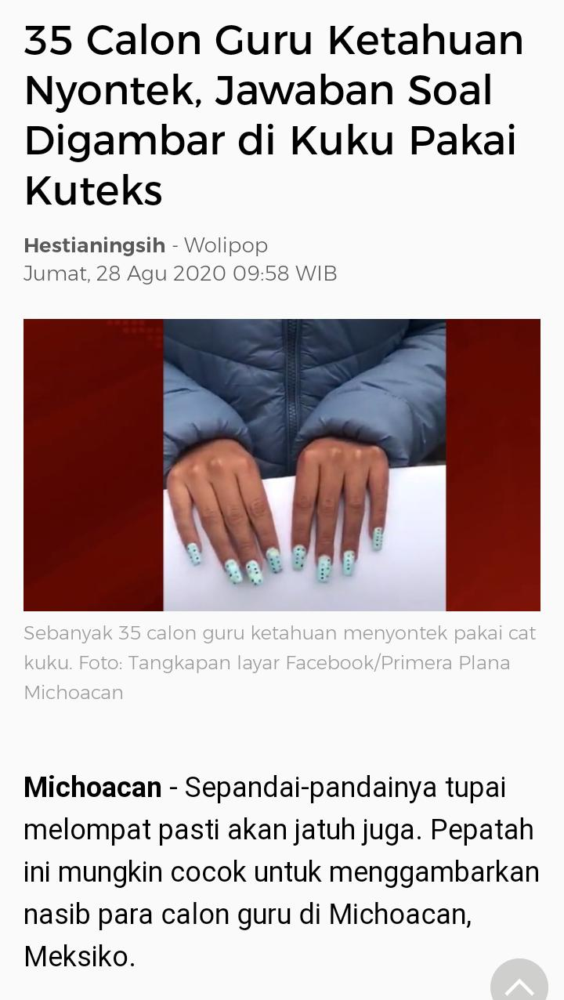 35 Calon Guru Ketahuan
Nyontek, Jawaban Soal
Digambar di Kuku Pakai
Kuteks
Hestianingsih - Wolipop
Jumat, 28 Agu 2020 09:58 WIB
Sebanyak 35 calon guru ketahuan menyontek pakai cat
kuku. Foto: Tangkapan layar Facebook/Primera Plana
Michoacan
Michoacan - Sepandai-pandainya tupai
melompat pasti akan jatuh juga. Pepatah
ini mungkin cocok untuk menggambarkan
nasib para calon guru di Michoacan,
Meksiko.